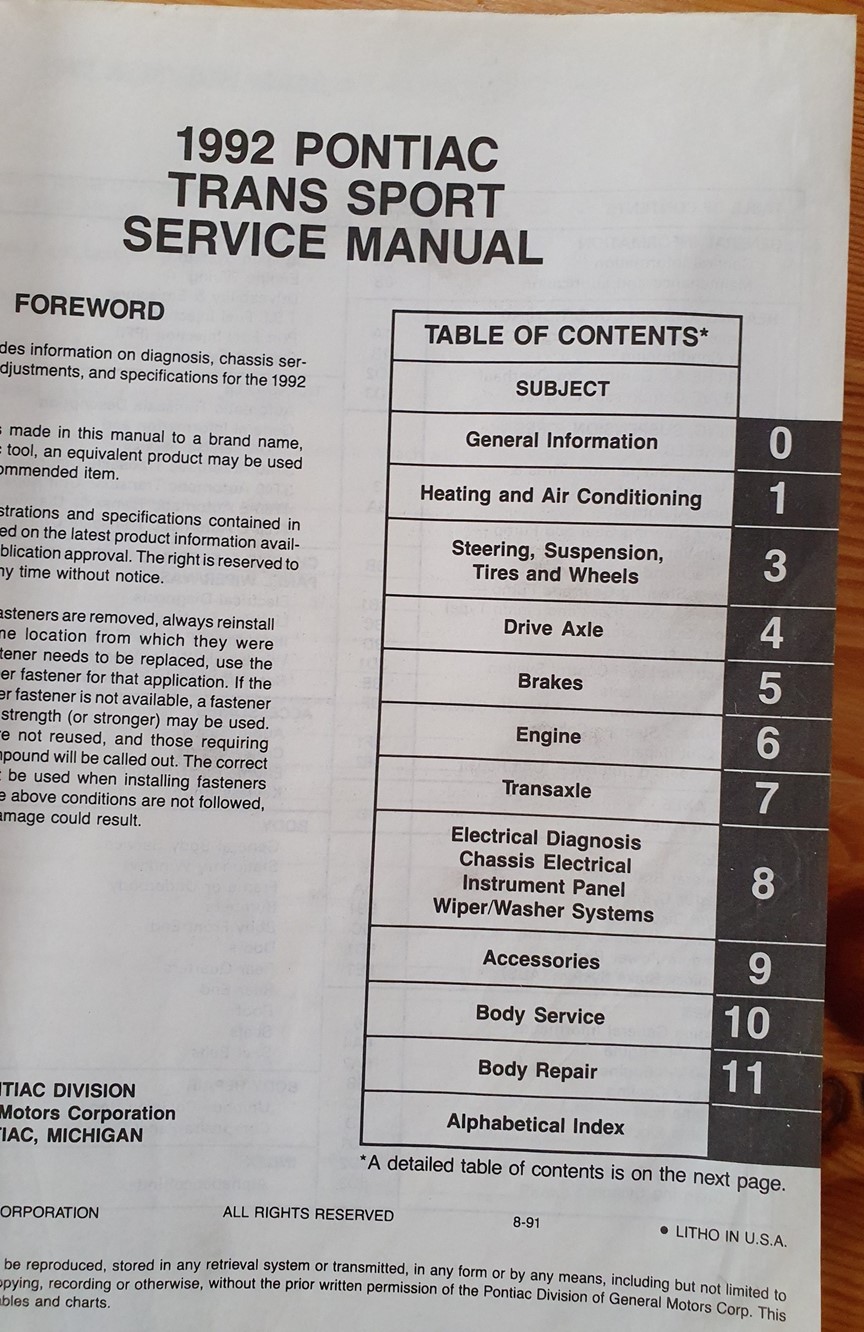 1992 PONTIAC
TRANS SPORT
SERVICE MANUAL
FOREWORD
des information on diagnosis, chassis ser-
djustments, and specifications for the 1992
made in this manual to a brand name,
tool, an equivalent product may be used
ommended item.
strations and specifications contained in
ed on the latest product information avail-
blication approval. The right is reserved to
ny time without notice.
asteners are removed, always reinstall
ne location from which they were
tener needs to be replaced, use the
er fastener for that application. If the
er fastener is not available, a fastener
strength (or stronger) may be used.
e not reused, and those requiring
npound will be called out. The correct
be used when installing fasteners
e above conditions are not followed,
amage could result.
TIAC DIVISION
Motors Corporation
IAC, MICHIGAN
TABLE OF CONTENTS*
SUBJECT
General Information 0
Heating and Air Conditioning 1
Steering, Suspension,
Tires and Wheels 3
Drive Axle 4
Brakes 5
Engine 6
Transaxle 7
Electrical Diagnosis
Chassis Electrical
Instrument Panel 8
Wiper/Washer Systems
Accessories 9
Body Service 10
Body Repair 11
Alphabetical Index
*A detailed table of contents is on the next page.
ORPORATION ALL RIGHTS RESERVED 8-91 • LITHO IN U.S.A.
be reproduced, stored in any retrieval system or transmitted, in any form or by any means, including but not limited to
opying, recording or otherwise, without the prior written permission of the Pontiac Division of General Motors Corp. This
ables and charts.